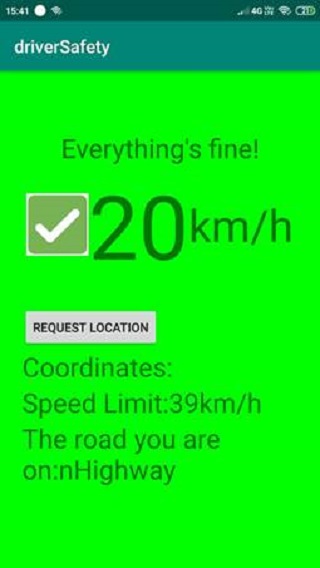 15:41 4G
driverSafety
Everything's fine!
20km/h
REQUEST LOCATION
Coordinates:
Speed Limit:39km/h
The road you are
on:nHighway